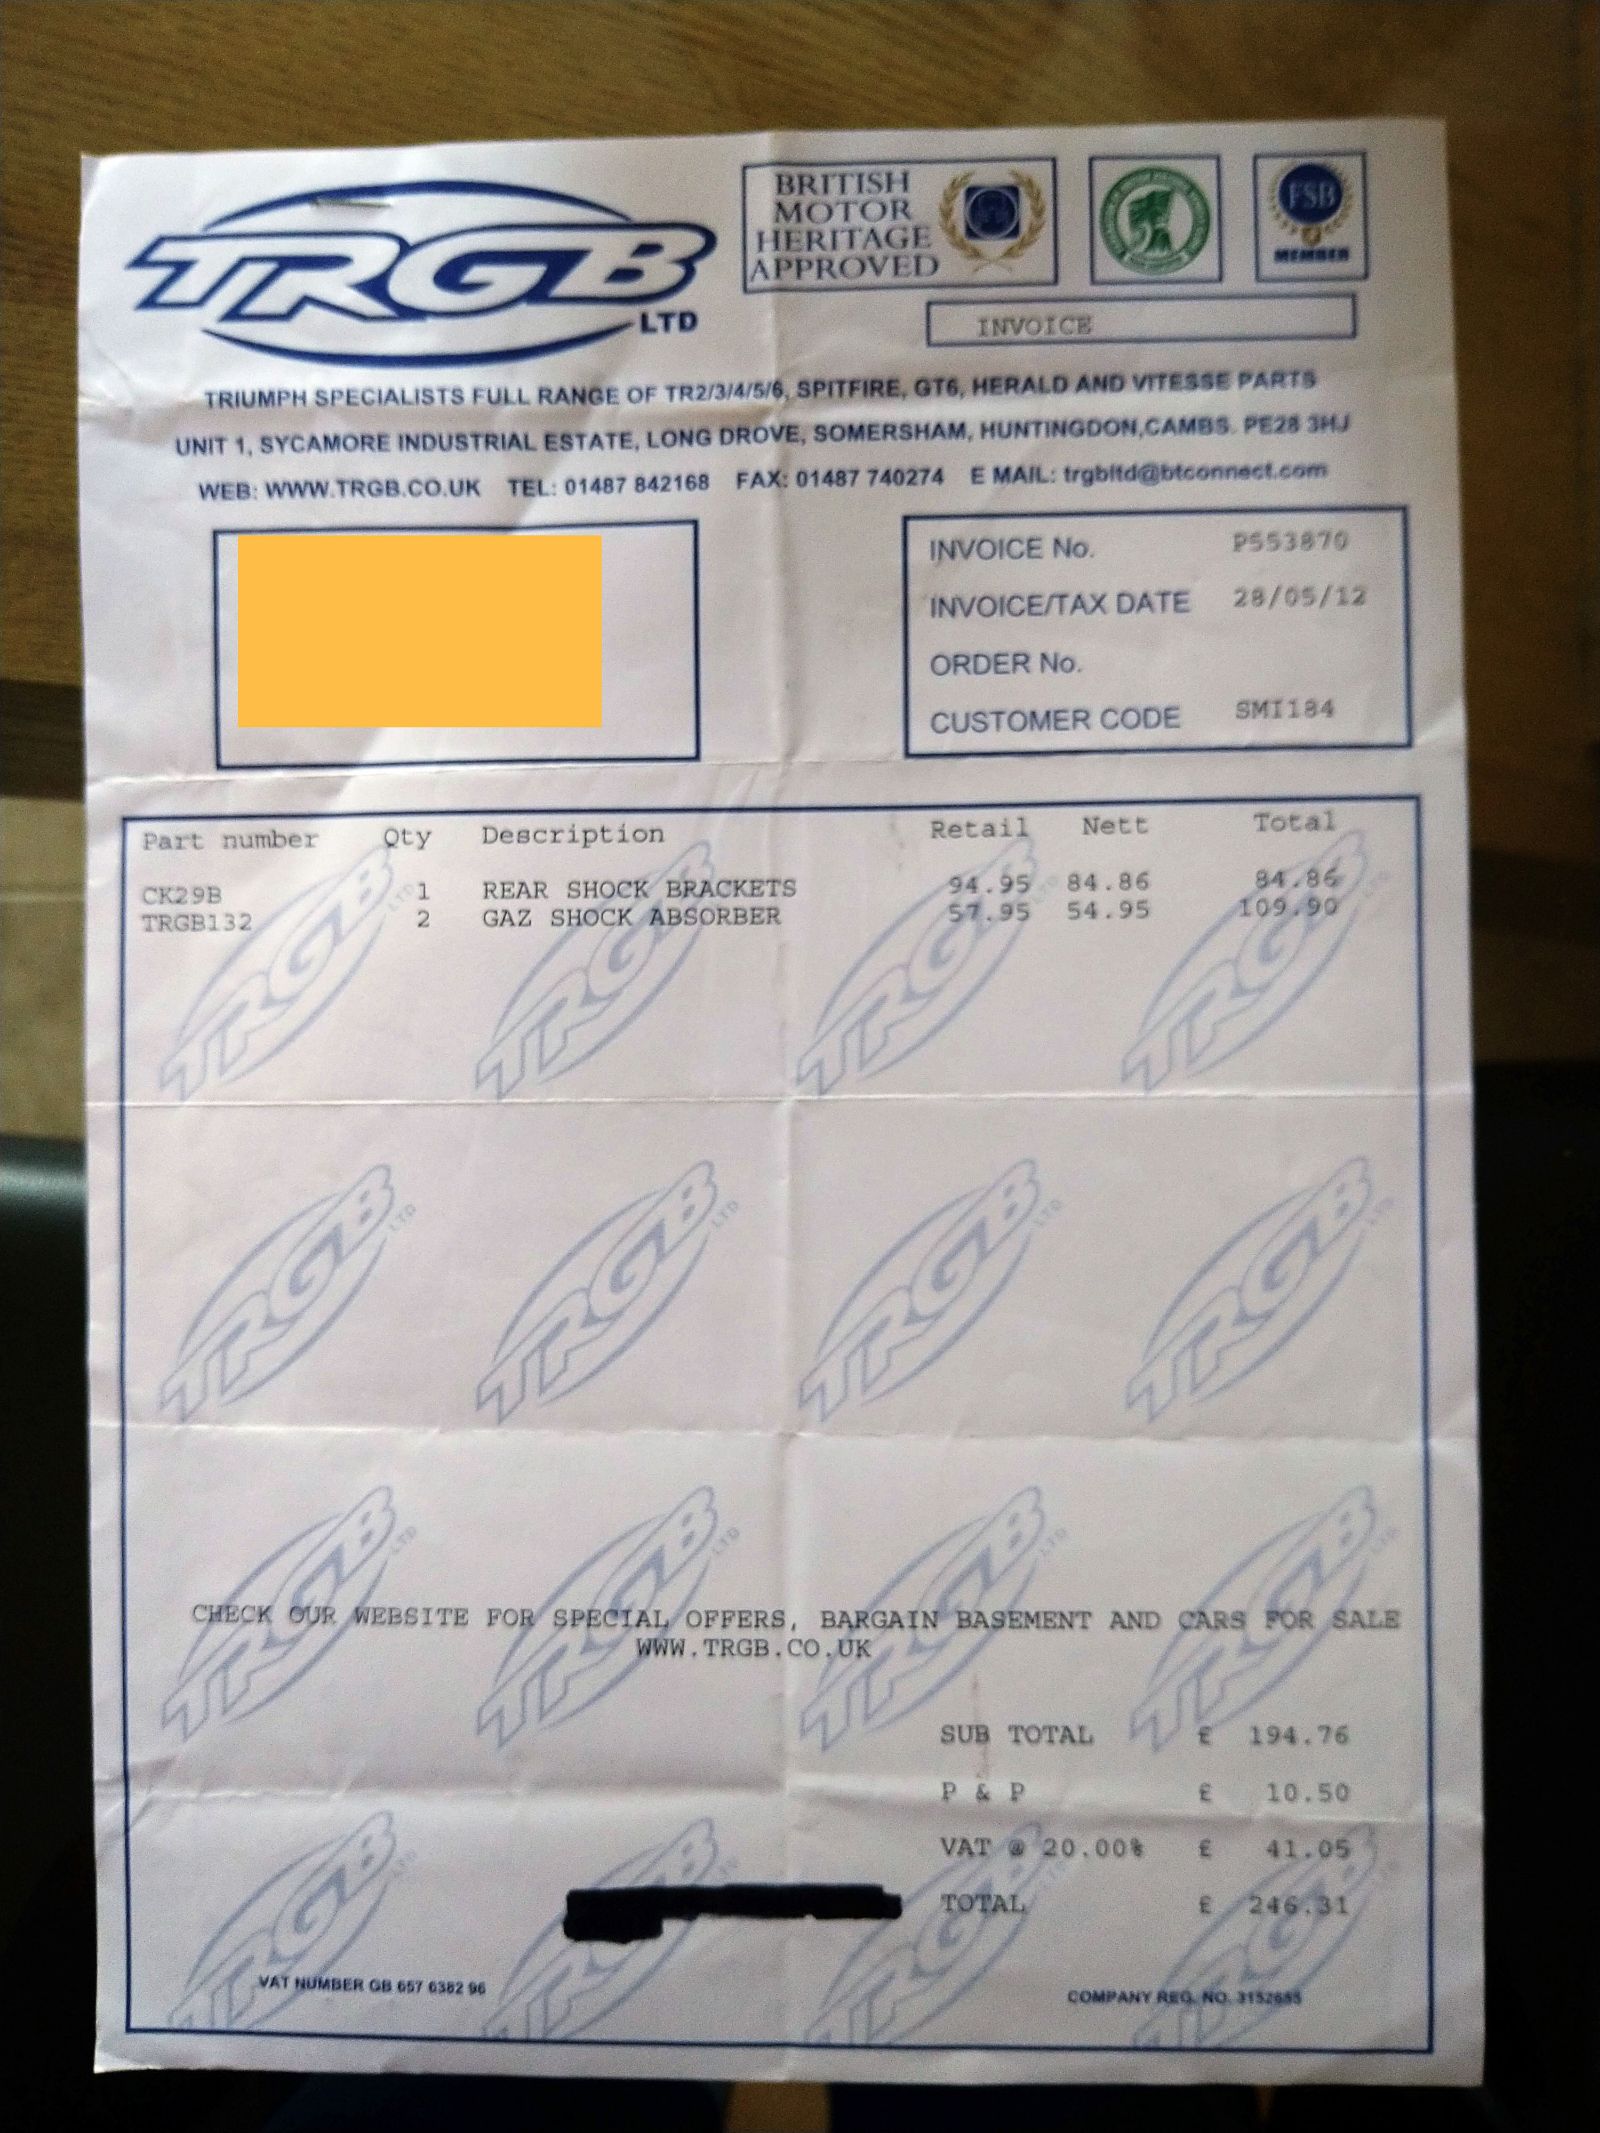 TRGB LTD
BRITISH
MOTOR
HERITAGE
APPROVED
FSB
MEMBER
INVOICE
TRIUMPH SPECIALISTS FULL RANGE OF TR2/3/4/5/6, SPITFIRE, GT6, HERALD AND VITESSE PARTS
UNIT 1, SYCAMORE INDUSTRIAL ESTATE, LONG DROVE, SOMERSHAM, HUNTINGDON,CAMBS. PE28 3HJ
WEB: WWW.TRGB.CO.UK TEL: 01487 842168 FAX: 01487 740274 E MAIL: trgbltd@btconnect.com
INVOICE No. P553870
INVOICE/TAX DATE 28/05/12
ORDER No.
CUSTOMER CODE SMI184
Part number Qty Description Retail Nett Total
CK29B 1 REAR SHOCK BRACKETS 94.95 84.86 84.86
TRGB132 2 GAZ SHOCK ABSORBER 57.95 54.95 109.90
CHECK OUR WEBSITE FOR SPECIAL OFFERS, BARGAIN BASEMENT AND CARS FOR SALE
WWW.TRGB.CO.UK
SUB TOTAL £ 194.76
P & P £ 10.50
VAT @ 20.00% £ 41.05
TOTAL £ 246.31
VAT NUMBER GB 657 6382 96
COMPANY REG. NO. 3152655